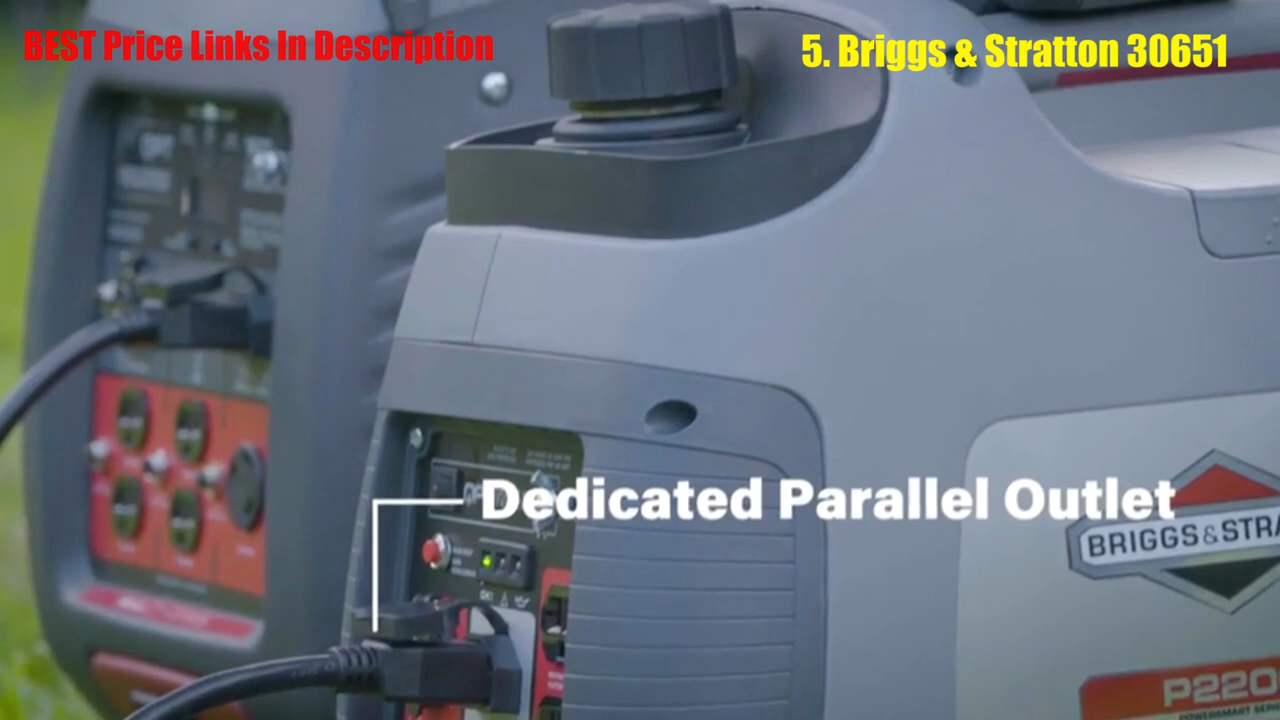 BEST Price Links In Description
5. Briggs & Stratton 30651
Dedicated Parallel Outlet
BRIGGS&STRA
P220